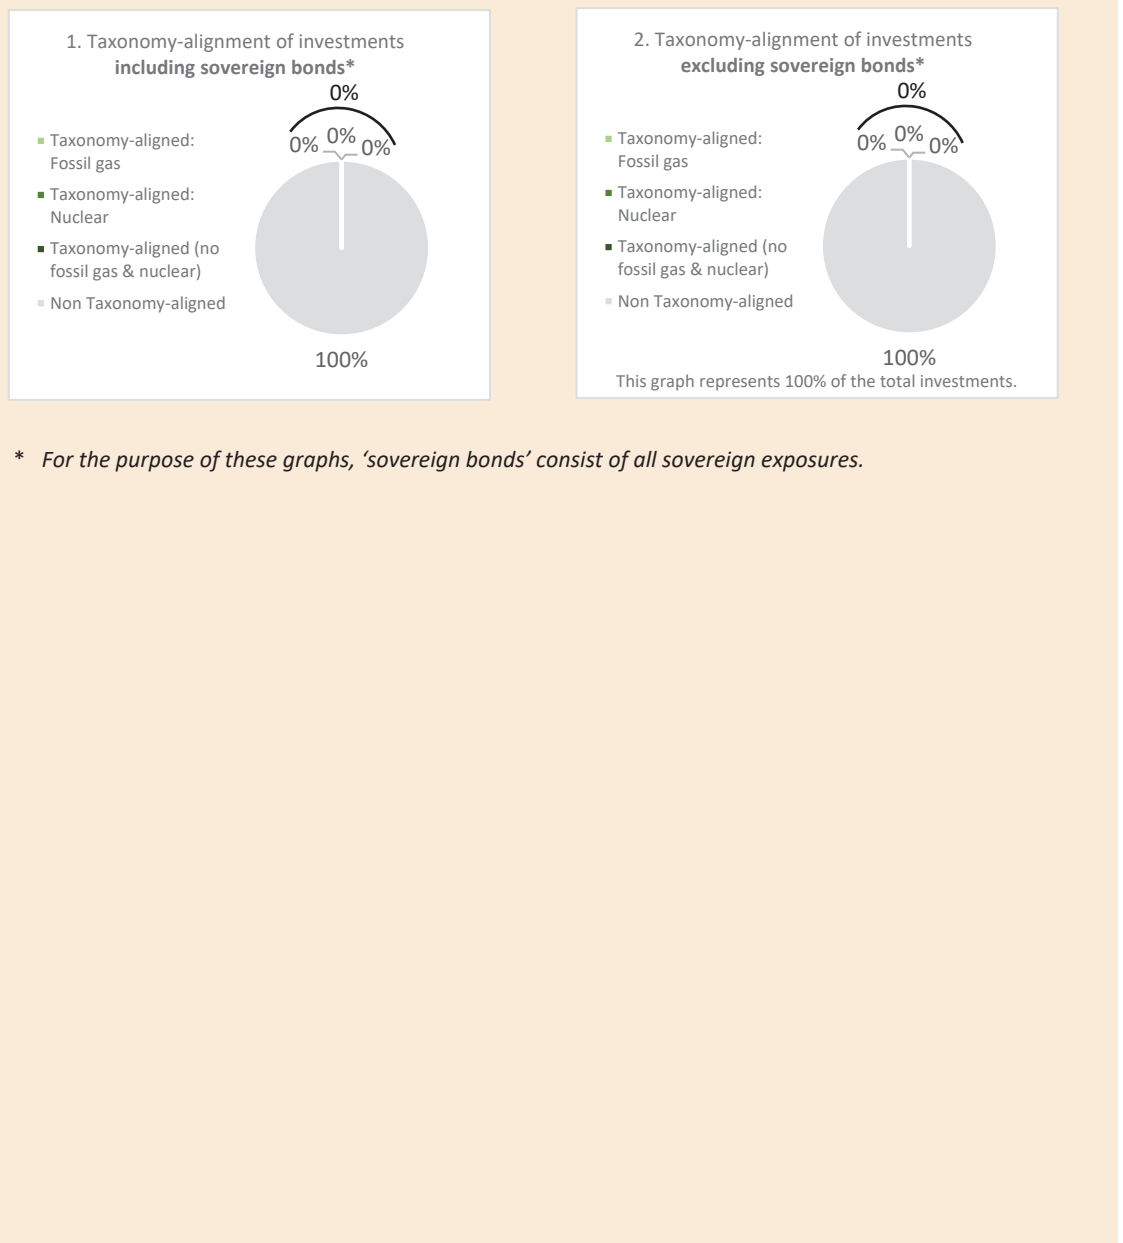 1. Taxonomy-alignment of investments
including sovereign bonds*
0%
0%
0%
0%
Taxonomy-aligned:
Fossil gas
Taxonomy-aligned:
Nuclear
Taxonomy-aligned (no
fossil gas & nuclear)
Non Taxonomy-aligned
100%
2. Taxonomy-alignment of investments
excluding sovereign bonds*
0%
0%
0%
0%
Taxonomy-aligned:
Fossil gas
Taxonomy-aligned:
Nuclear
Taxonomy-aligned (no
fossil gas & nuclear)
Non Taxonomy-aligned
100%
This graph represents 100% of the total investments.
* For the purpose of these graphs, ‘sovereign bonds’ consist of all sovereign exposures.